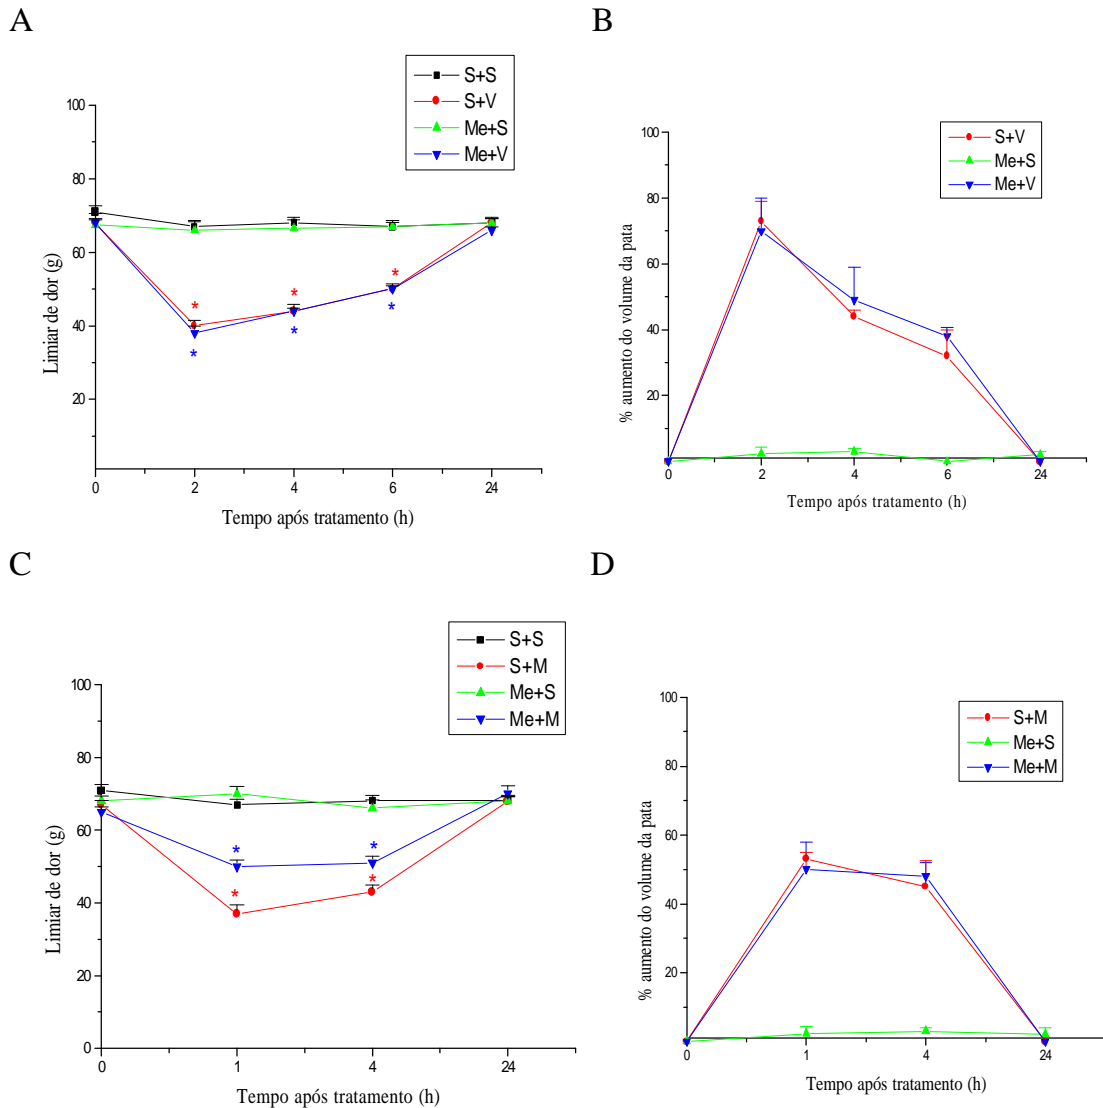 A
S+S
S+V
Me+S
Me+V
100
80
60
40
20
Limiar de dor (g)
0 2 4 6 24
Tempo após tratamento (h)
*
*
*
*
*
*
B
S+V
Me+S
Me+V
100
80
60
40
20
% aumento do volume da pata
0 2 4 6 24
Tempo após tratamento (h)
C
S+S
S+M
Me+S
Me+M
100
80
60
40
20
0
Limiar de dor (g)
0 1 4 24
Tempo após tratamento (h)
*
*
*
*
D
S+M
Me+S
Me+M
100
80
60
40
20
% aumento do volume da pata
0 1 4 24
Tempo após tratamento (h)